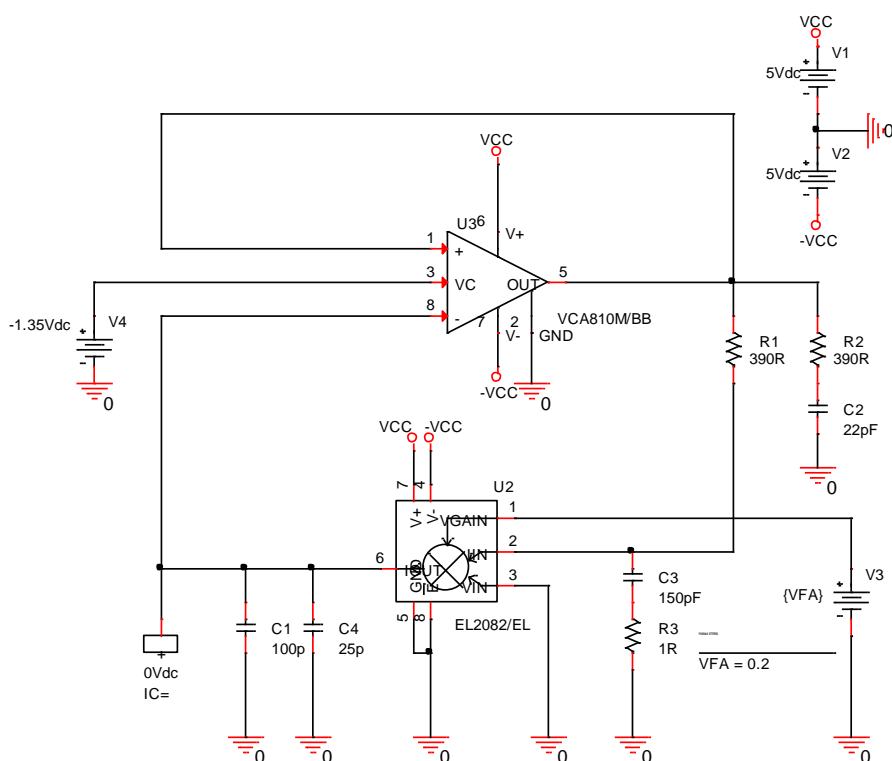 VCC
V1
5Vdc
0
V2
5Vdc
-VCC
VCC
U3
6
V+
1
+
3
VC
OUT
5
8
-
7
2
V-
GND
VCA810M/BB
-VCC
0
-1.35Vdc
V4
0
R1
390R
R2
390R
C2
22pF
0
VCC
-VCC
7
4
U2
V+
V-
VGAIN
1
IIN
2
VIN
3
6
IOUT
GND
E
5
8
EL2082/EL
C3
150pF
R3
1R
VFA = 0.2
{VFA}
V3
0Vdc
IC=
C1
100p
C4
25p
0
0
0
0
0
0